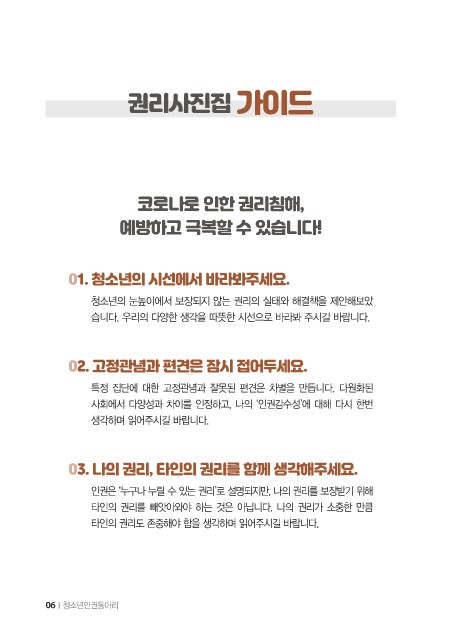 권리사진집 가이드
코로나로 인한 권리침해,
예방하고 극복할 수 있습니다!
01. 청소년의 시선에서 바라봐주세요.
청소년의 눈높이에서 보장되지 않는 권리의 실태와 해결책을 제안해보았
습니다. 우리의 다양한 생각을 따뜻한 시선으로 바라봐 주시길 바랍니다.
02. 고정관념과 편견은 잠시 접어두세요.
특정 집단에 대한 고정관념과 잘못된 편견은 차별을 만듭니다. 다원화된
사회에서 다양성과 차이를 인정하고, 나의 '인권감수성'에 대해 다시 한번
생각하며 읽어주시길 바랍니다.
03. 나의 권리, 타인의 권리를 함께 생각해주세요.
인권은 '누구나 누릴 수 있는 권리'로 설명되지만, 나의 권리를 보장받기 위해
타인의 권리를 빼앗아와야 하는 것은 아닙니다. 나의 권리가 소중한 만큼
타인의 권리도 존중해야 함을 생각하며 읽어주시길 바랍니다.
06 | 청소년인권동아리